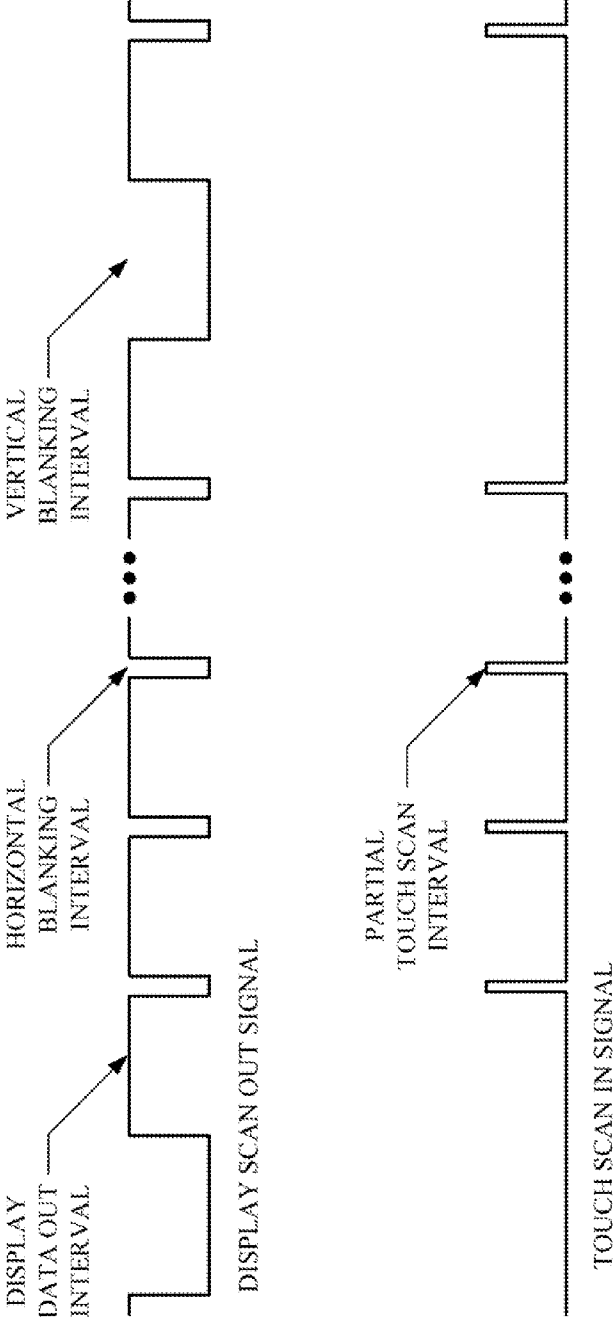 DISPLAY
DATA OUT
INTERVAL
HORIZONTAL
BLANKING
INTERVAL
VERTICAL
BLANKING
INTERVAL
DISPLAY SCAN OUT SIGNAL
PARTIAL
TOUCH SCAN
INTERVAL
TOUCH SCAN IN SIGNAL